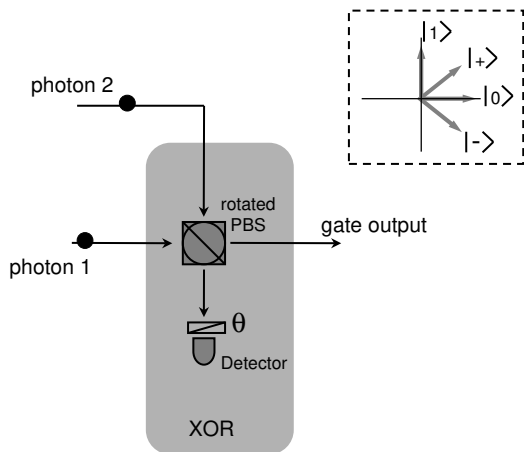 |1>
|+>
|0>
|->
photon 2
rotated
PBS
gate output
photon 1
θ
Detector
XOR